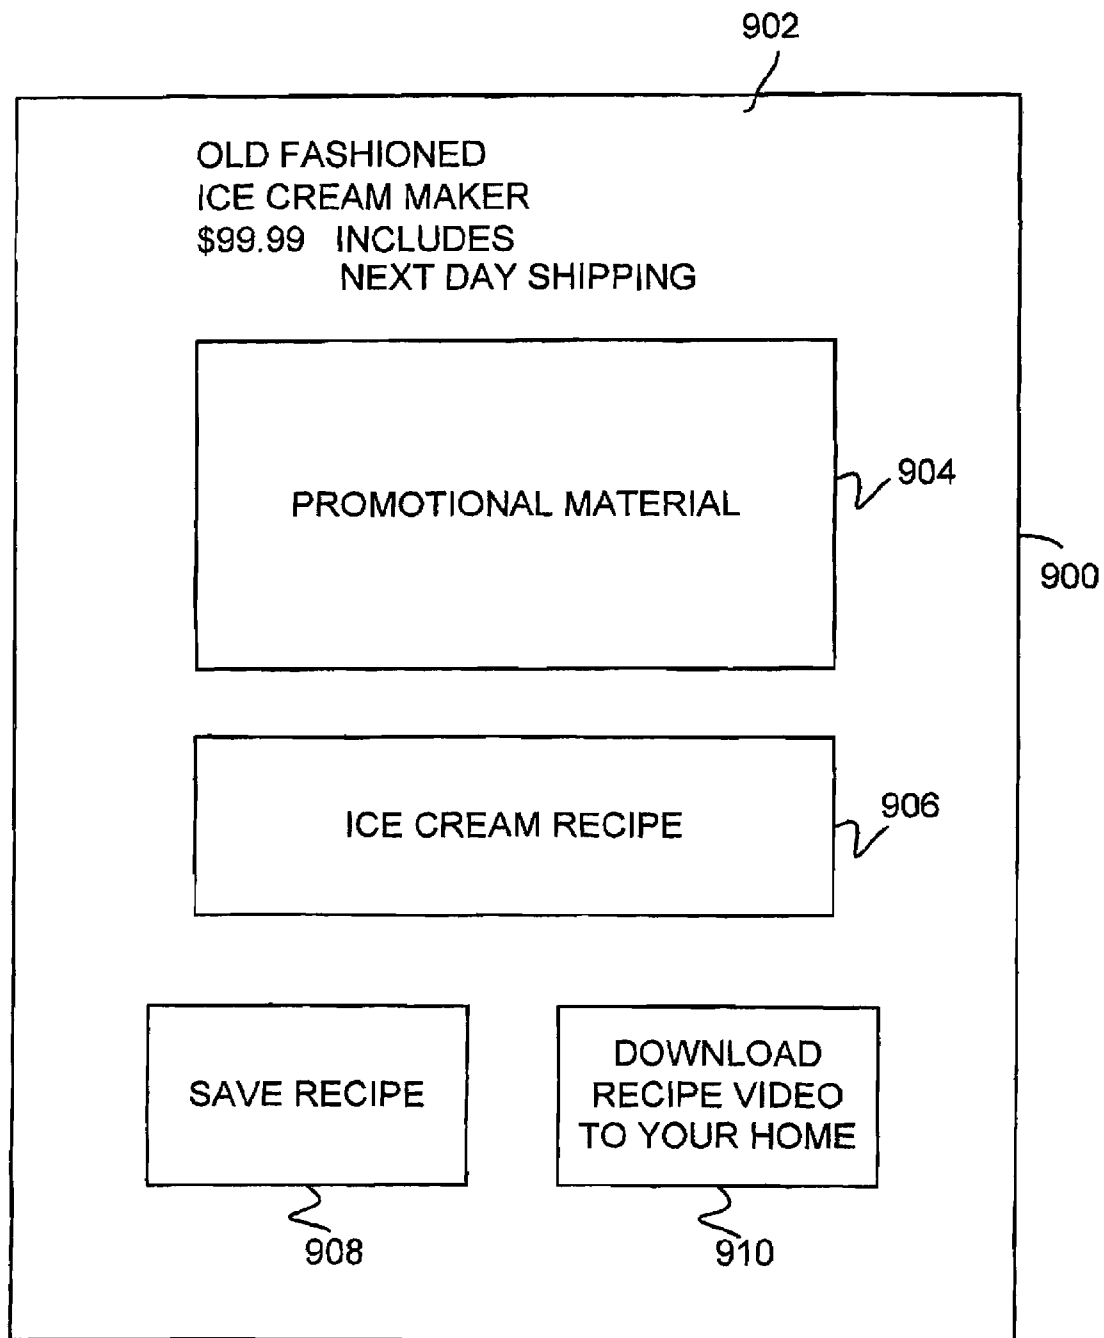 902
OLD FASHIONED
ICE CREAM MAKER
$99.99 INCLUDES
NEXT DAY SHIPPING
PROMOTIONAL MATERIAL
904
900
ICE CREAM RECIPE
906
SAVE RECIPE
DOWNLOAD
RECIPE VIDEO
TO YOUR HOME
908
910